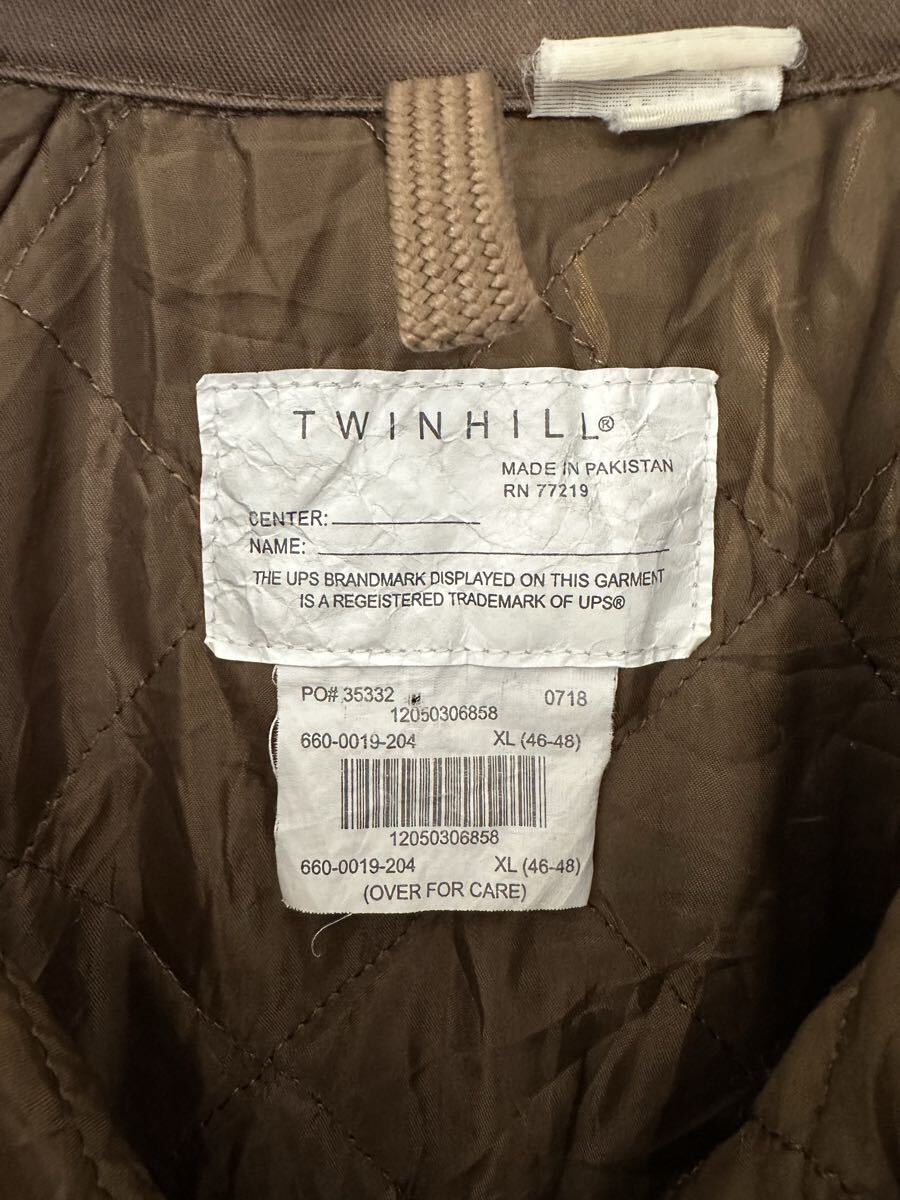 TWINHILL®
MADE IN PAKISTAN
RN 77219
CENTER:
NAME:
THE UPS BRANDMARK DISPLAYED ON THIS GARMENT
IS A REGEISTERED TRADEMARK OF UPS®
PO# 35332 0718
12050306858
660-0019-204 XL (46-48)
12050306858
660-0019-204 XL (46-48)
(OVER FOR CARE)